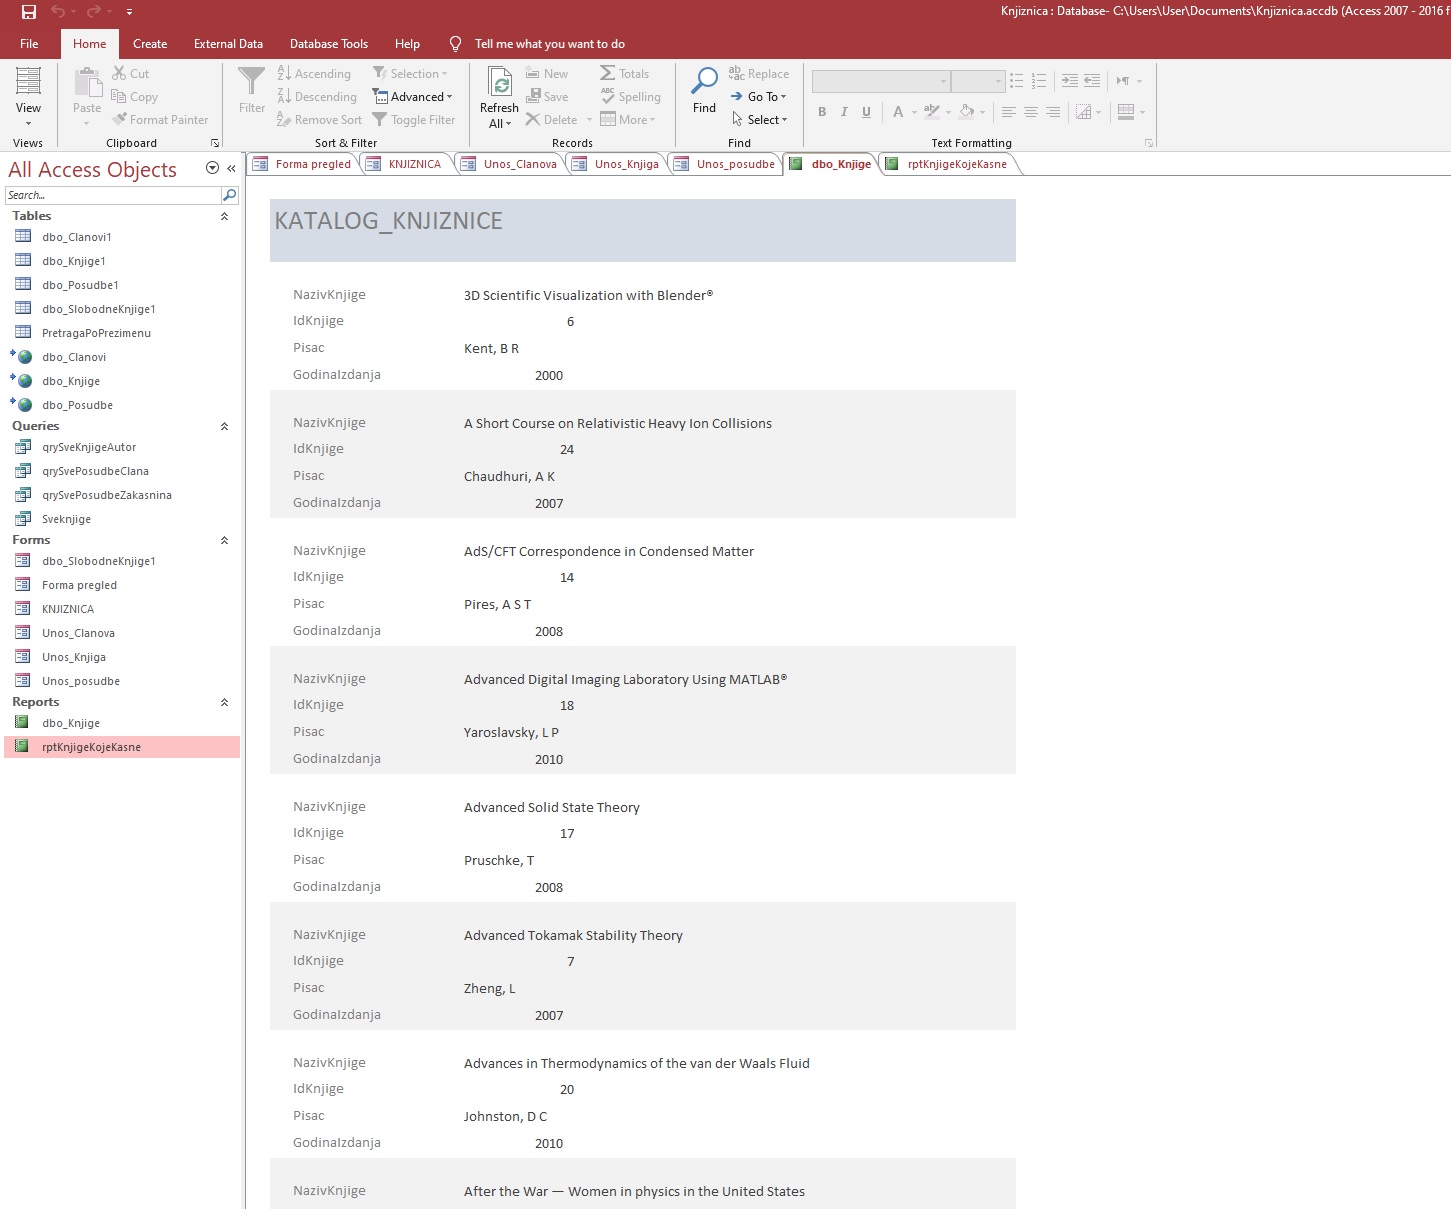 Knjiznica : Database- C:\Users\User\Documents\Knjiznica.accdb (Access 2007 - 2016 f
File Home Create External Data Database Tools Help Tell me what you want to do
View
Views
Paste
Cut
Copy
Format Painter
Clipboard
Filter
Ascending
Descending
Remove Sort
Selection
Advanced
Toggle Filter
Sort & Filter
Refresh
All
New
Save
Delete
Totals
Spelling
More
Records
Find
Replace
Go To
Select
Find
B I U A
Text Formatting
All Access Objects
Search...
Tables
dbo_Clanovi1
dbo_Knjige1
dbo_Posudbe1
dbo_SlobodneKnjige1
PretragaPoPrezimenu
dbo_Clanovi
dbo_Knjige
dbo_Posudbe
Queries
qrySveKnjigeAutor
qrySvePosudbeClana
qrySvePosudbeZakasnina
Sveknjige
Forms
dbo_SlobodneKnjige1
Forma pregled
KNJIZNICA
Unos_Clanova
Unos_Knjiga
Unos_posudbe
Reports
dbo_Knjige
rptKnjigeKojeKasne
Forma pregled KNJIZNICA Unos_Clanova Unos_Knjiga Unos_posudbe dbo_Knjige rptKnjigeKojeKasne
KATALOG_KNJIZNICE
NazivKnjige 3D Scientific Visualization with Blender®
IdKnjige 6
Pisac Kent, B R
GodinaIzdanja 2000
NazivKnjige A Short Course on Relativistic Heavy Ion Collisions
IdKnjige 24
Pisac Chaudhuri, A K
GodinaIzdanja 2007
NazivKnjige AdS/CFT Correspondence in Condensed Matter
IdKnjige 14
Pisac Pires, A S T
GodinaIzdanja 2008
NazivKnjige Advanced Digital Imaging Laboratory Using MATLAB®
IdKnjige 18
Pisac Yaroslavsky, L P
GodinaIzdanja 2010
NazivKnjige Advanced Solid State Theory
IdKnjige 17
Pisac Pruschke, T
GodinaIzdanja 2008
NazivKnjige Advanced Tokamak Stability Theory
IdKnjige 7
Pisac Zheng, L
GodinaIzdanja 2007
NazivKnjige Advances in Thermodynamics of the van der Waals Fluid
IdKnjige 20
Pisac Johnston, D C
GodinaIzdanja 2010
NazivKnjige After the War — Women in physics in the United States